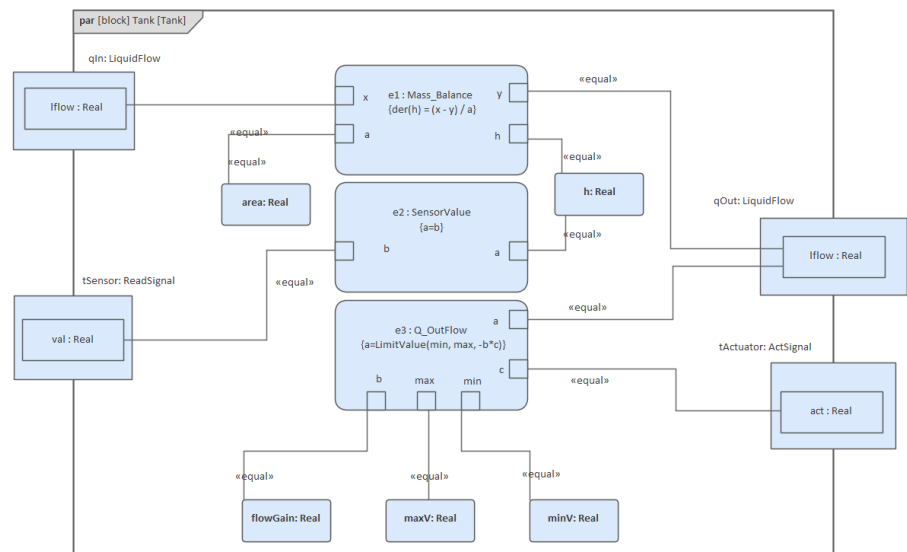 par [block] Tank [Tank]
qIn: LiquidFlow
lflow : Real
x
e1 : Mass_Balance
{der(h) = (x - y) / a}
y
«equal»
a
h
«equal»
«equal»
«equal»
area: Real
h: Real
«equal»
e2 : SensorValue
{a=b}
b
a
qOut: LiquidFlow
lflow : Real
tSensor: ReadSignal
«equal»
val : Real
e3 : Q_OutFlow
{a=LimitValue(min, max, -b*c)}
a
«equal»
c
«equal»
tActuator: ActSignal
act : Real
b
max
min
«equal»
«equal»
«equal»
flowGain: Real
maxV: Real
minV: Real